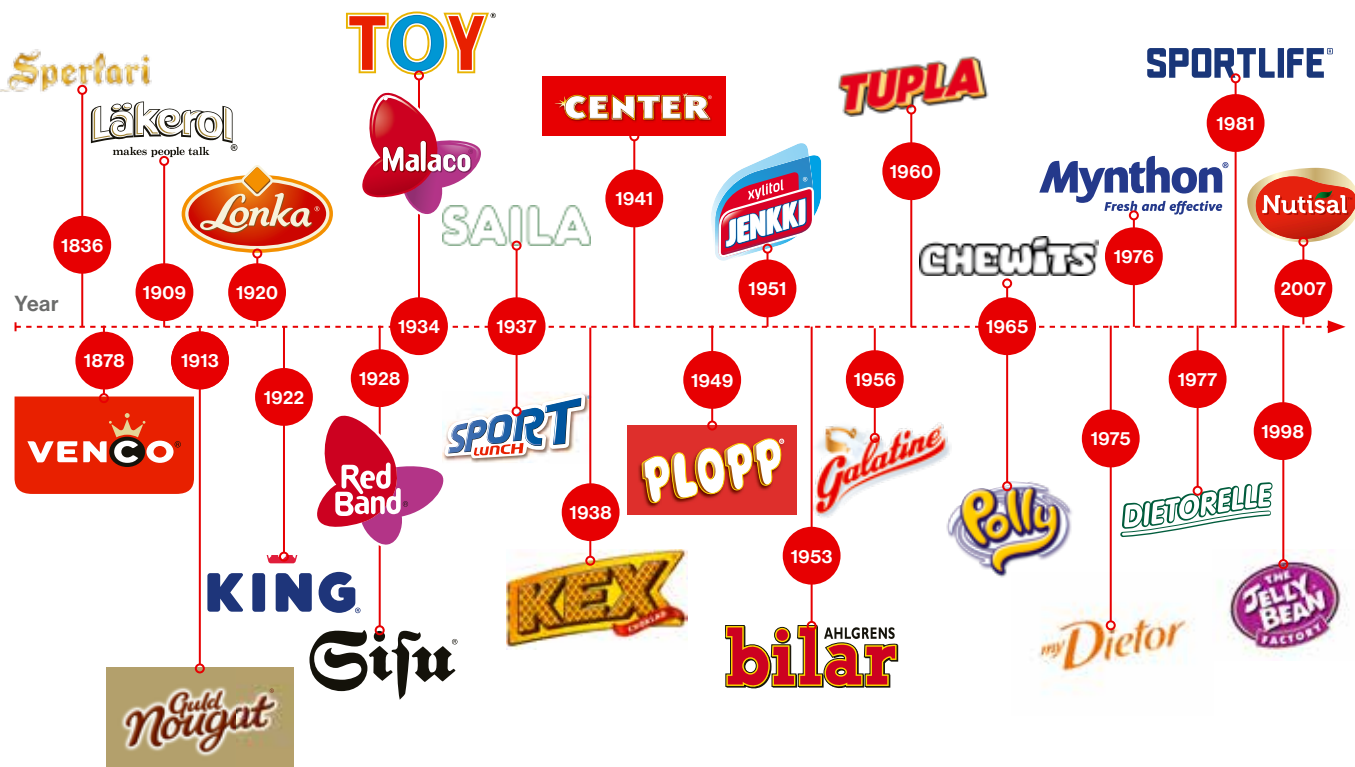 TOY®
Sperlari
SPORTLIFE®
TUPLA
CENTER®
Läkerol®
makes people talk
1981
Malaco®
1960
Mynthon®
Fresh and effective
xylitol
JENKKI®
1941
Lonka®
Nutisal
SAILA
1836
CHEWITS
1976
1909
1920
1951
2007
Year
1934
1937
1965
1878
1913
1928
1949
1956
1977
1922
SPORT
LUNCH
1975
1998
VENCO®
PLOPP®
Galatine
Red
Band®
1938
Polly
DIETORELLE
1953
KING®
KEX
CHOKLAD
THE
JELLY
BEAN
FACTORY
AHLGRENS
bilar
my Dietor
Sisu®
Guld
Nougat